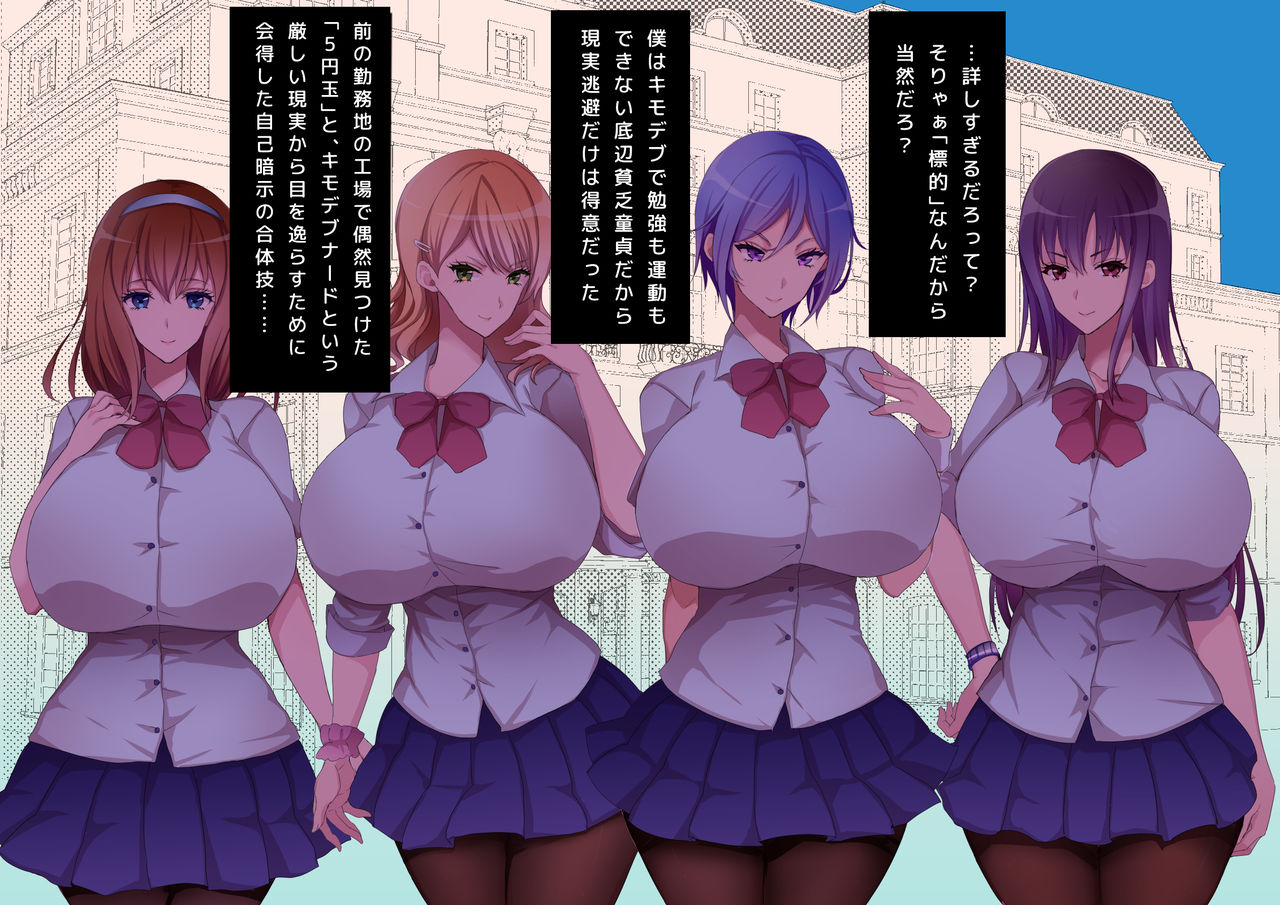 …詳しすぎるだろって？
そりゃぁ「標的」なんだから
当然だろ？
僕はキモデブで勉強も運動も
できない底辺貧乏童貞だから
現実逃避だけは得意だった
前の勤務地の工場で偶然見つけた
「５円玉」と、キモデブナードという
厳しい現実から目を逸らすために
会得した自己暗示の合体技……